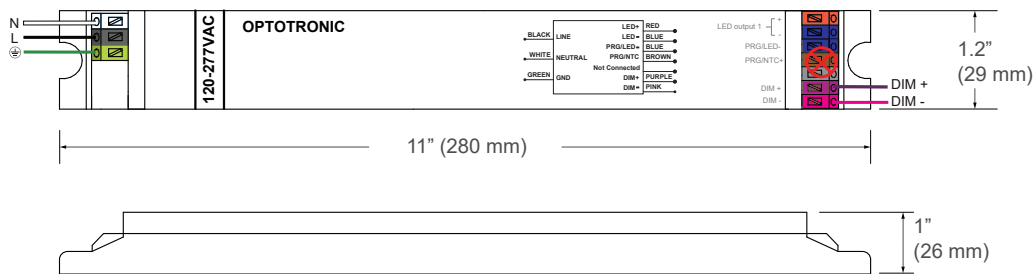 N
L
120-277VAC
OPTOTRONIC
BLACK LINE
WHITE NEUTRAL
GREEN GND
LED+ RED
LED- BLUE
PRG/LED- BLUE
PRG/NTC BROWN
Not Connected
DIM+ PURPLE
DIM- PINK
LED output 1 + -
PRG/LED-
PRG/NTC+
DIM +
DIM -
DIM +
DIM -
1.2”
(29 mm)
11” (280 mm)
1”
(26 mm)